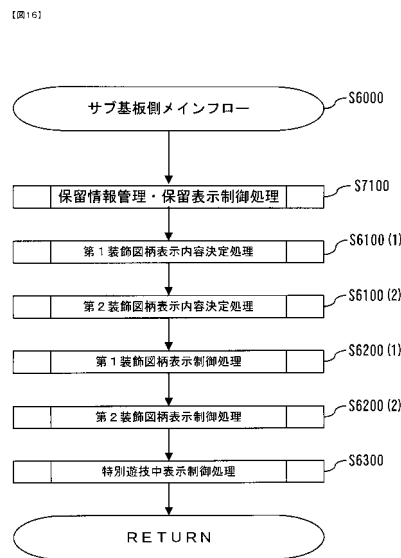 【図16】
サブ基板側メインフロー
S6000
保留情報管理・保留表示制御処理
S7100
第１装飾図柄表示内容決定処理
S6100(1)
第２装飾図柄表示内容決定処理
S6100(2)
第１装飾図柄表示制御処理
S6200(1)
第２装飾図柄表示制御処理
S6200(2)
特別遊技中表示制御処理
S6300
RETURN